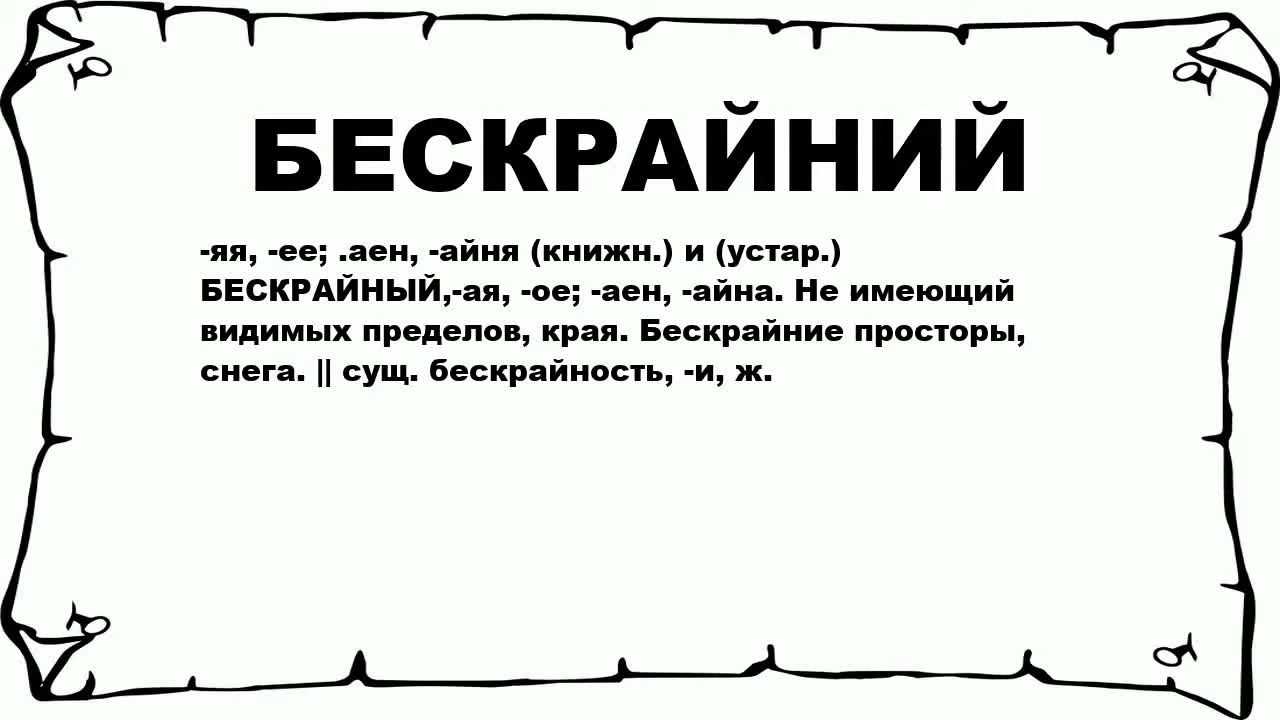 БЕСКРАЙНИЙ
-яя, -ее; .аен, -айня (книжн.) и (устар.)
БЕСКРАЙНЫЙ,-ая, -ое; -аен, -айна. Не имеющий
видимых пределов, края. Бескрайние просторы,
снега. || сущ. бескрайность, -и, ж.